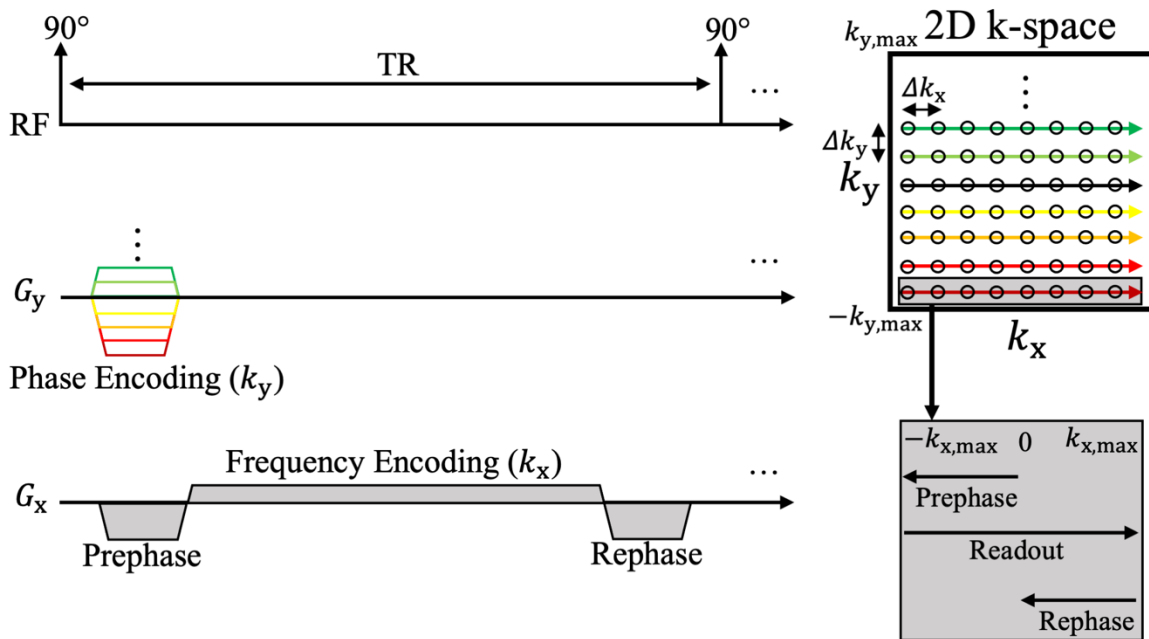 90°
90°
TR
...
RF
⋮
...
G_y
Phase Encoding (k_y)
Frequency Encoding (k_x)
...
G_x
Prephase
Rephase
k_y,max 2D k-space
Δk_x
⋮
Δk_y
k_y
−k_y,max
k_x
−k_x,max 0 k_x,max
Prephase
Readout
Rephase